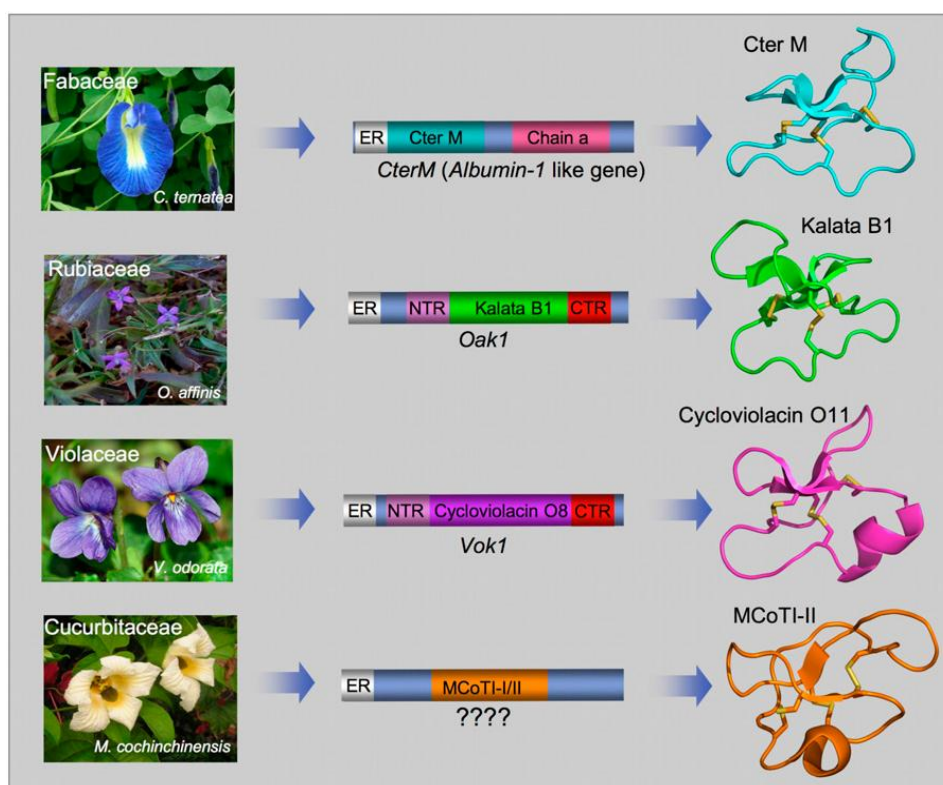 Fabaceae
C. ternatea
ER Cter M Chain a
CterM (Albumin-1 like gene)
Cter M
Rubiaceae
O. affinis
ER NTR Kalata B1 CTR
Oak1
Kalata B1
Violaceae
V. odorata
ER NTR Cycloviolacin O8 CTR
Vok1
Cycloviolacin O11
Cucurbitaceae
M. cochinchinensis
ER MCoTI-I/II
????
MCoTI-II